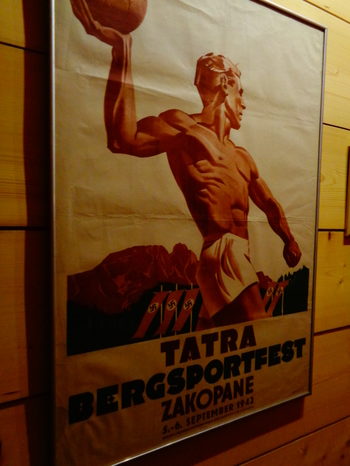 TATRA
BERGSPORTFEST
ZAKOPANE
5.-6. SEPTEMBER 1942